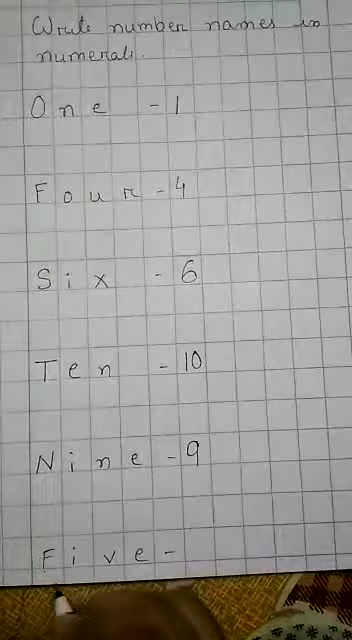 Write number names in
numerals.
One - 1
Four - 4
Six - 6
Ten - 10
Nine - 9
Five -